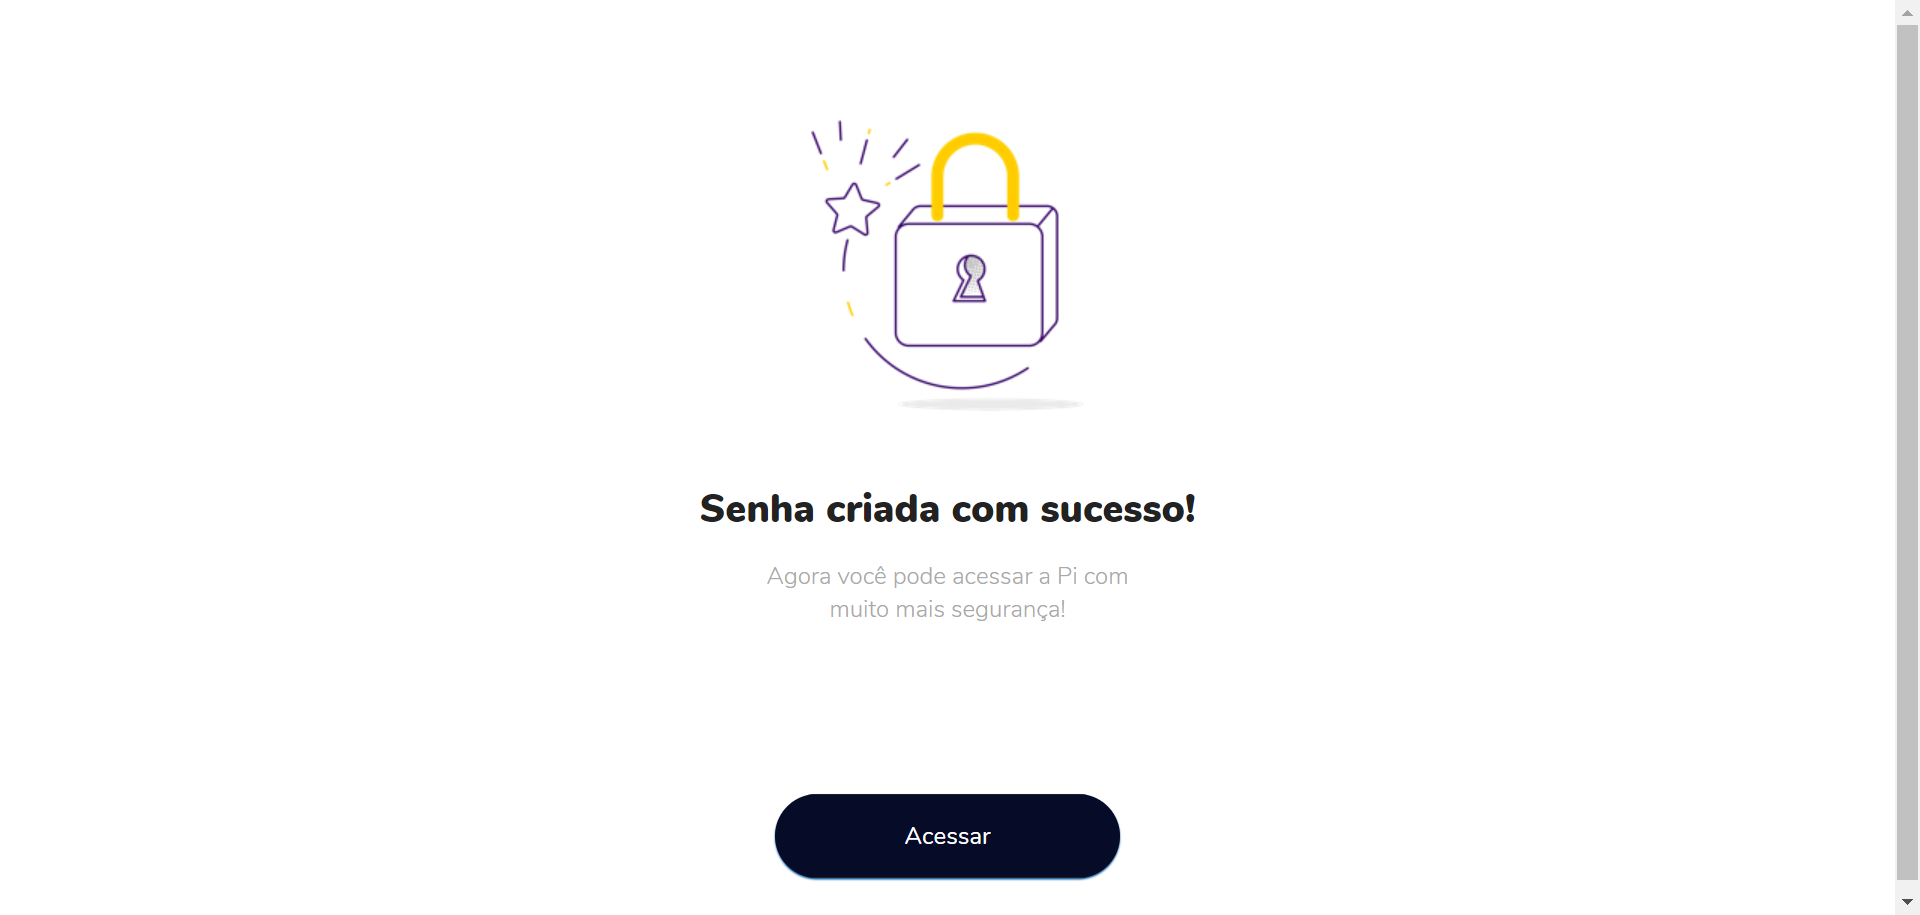 Senha criada com sucesso!
Agora você pode acessar a Pi com
muito mais segurança!
Acessar